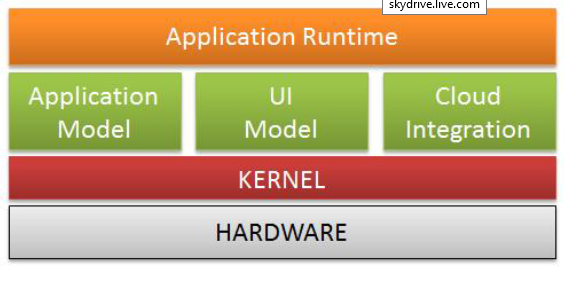 skydrive.live.com
Application Runtime
Application
Model
UI
Model
Cloud
Integration
KERNEL
HARDWARE